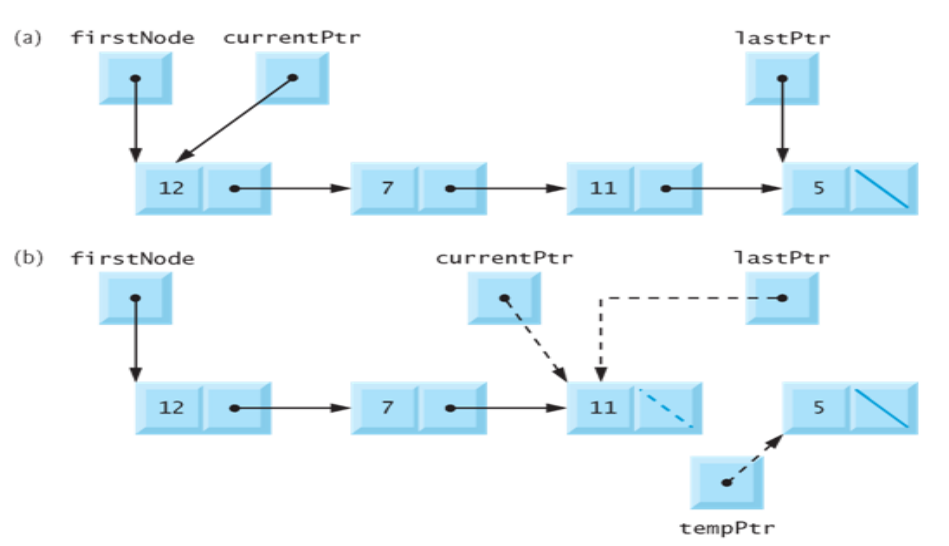 (a) firstNode currentPtr lastPtr
12 7 11 5
(b) firstNode currentPtr lastPtr
12 7 11 5
tempPtr